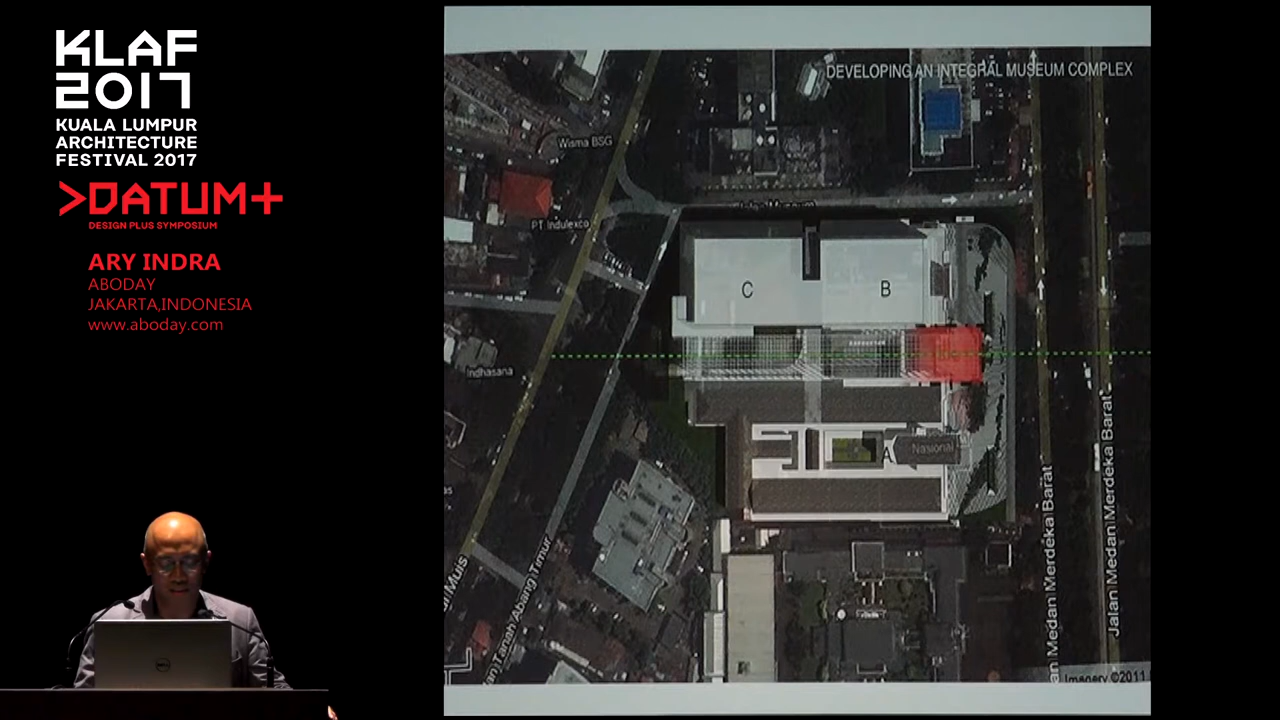 KLAF
2017
KUALA LUMPUR
ARCHITECTURE
FESTIVAL 2017
>DATUM+
DESIGN PLUS SYMPOSIUM
ARY INDRA
ABODAY
JAKARTA,INDONESIA
www.aboday.com
DEVELOPING AN INTEGRAL MUSEUM COMPLEX
Wisma BSG
PT Indulexco
C
B
Indhasana
A
Nasional
Muis
Tanah Abang Timur
Medan Merdeka Barat
Jalan Medan Merdeka Barat
Imagery ©2011
DELL